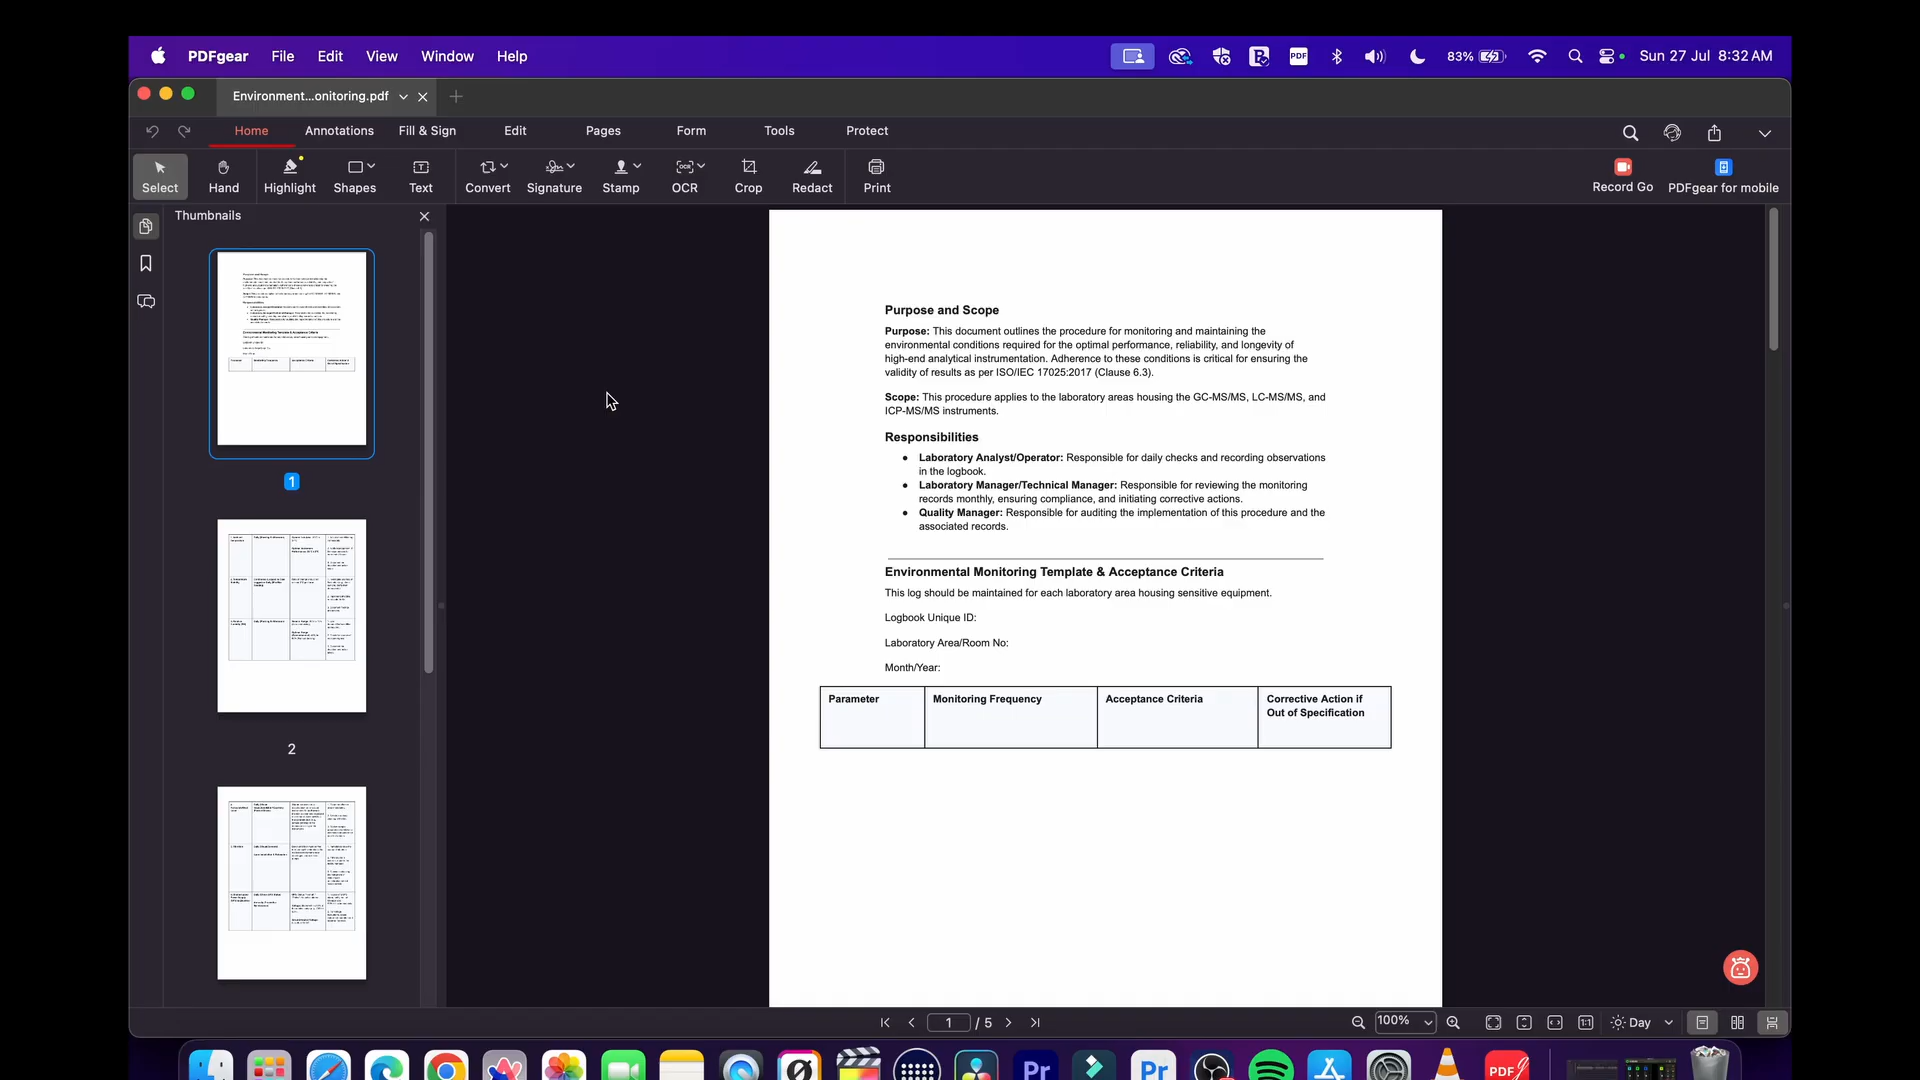 PDFgear File Edit View Window Help
83% Sun 27 Jul 8:32 AM
Environment...onitoring.pdf
Home Annotations Fill & Sign Edit Pages Form Tools Protect
Select Hand Highlight Shapes Text Convert Signature Stamp OCR Crop Redact Print Record Go PDFgear for mobile
Thumbnails
1
2
Purpose and Scope
Purpose: This document outlines the procedure for monitoring and maintaining the
environmental conditions required for the optimal performance, reliability, and longevity of
high-end analytical instrumentation. Adherence to these conditions is critical for ensuring the
validity of results as per ISO/IEC 17025:2017 (Clause 6.3).
Scope: This procedure applies to the laboratory areas housing the GC-MS/MS, LC-MS/MS, and
ICP-MS/MS instruments.
Responsibilities
● Laboratory Analyst/Operator: Responsible for daily checks and recording observations
in the logbook.
● Laboratory Manager/Technical Manager: Responsible for reviewing the monitoring
records monthly, ensuring compliance, and initiating corrective actions.
● Quality Manager: Responsible for auditing the implementation of this procedure and the
associated records.
Environmental Monitoring Template & Acceptance Criteria
This log should be maintained for each laboratory area housing sensitive equipment.
Logbook Unique ID:
Laboratory Area/Room No:
Month/Year:
Parameter Monitoring Frequency Acceptance Criteria Corrective Action if
Out of Specification
1 / 5
100%
Day
Pr
Pr
PDF